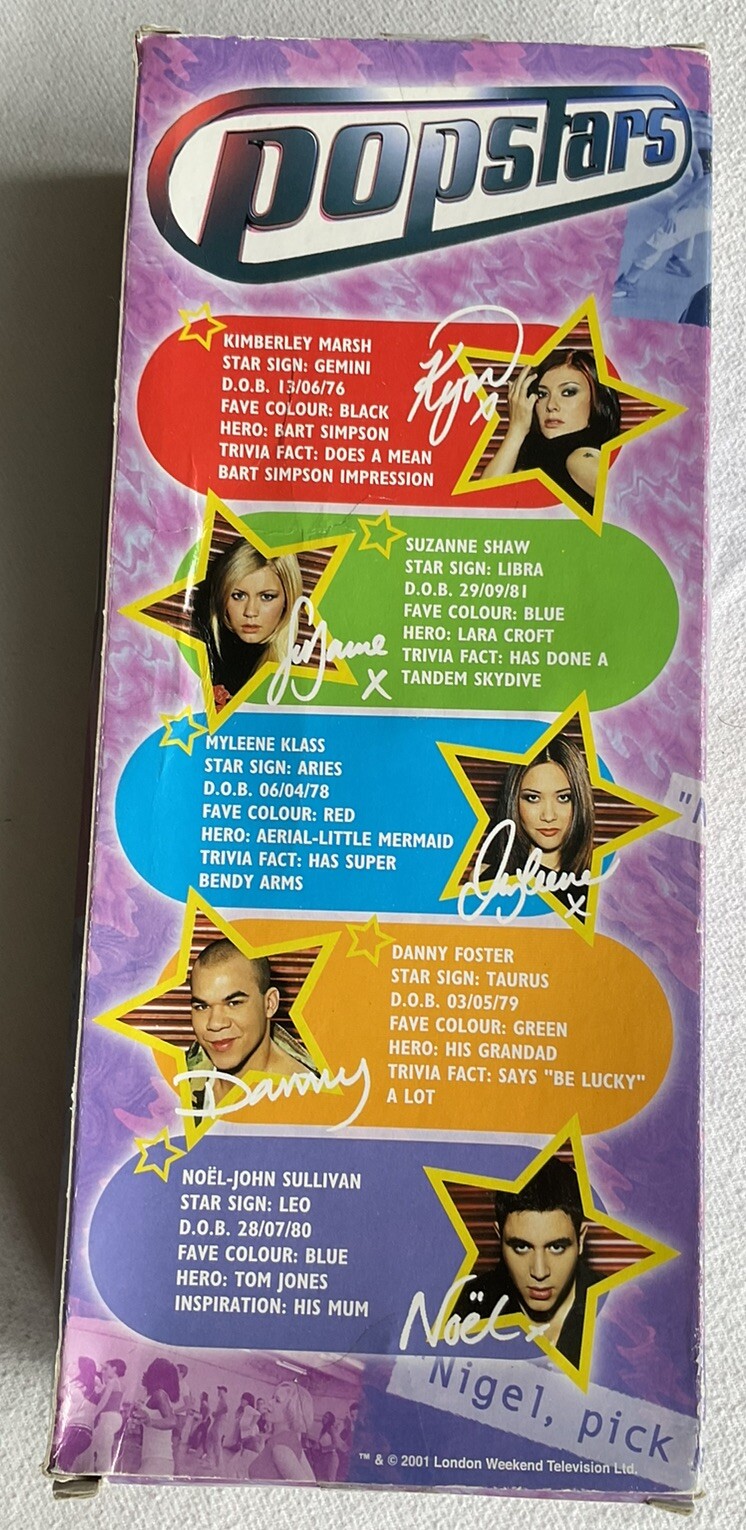 popstars
KIMBERLEY MARSH
STAR SIGN: GEMINI
D.O.B. 13/06/76
FAVE COLOUR: BLACK
HERO: BART SIMPSON
TRIVIA FACT: DOES A MEAN
BART SIMPSON IMPRESSION
Kym x
SUZANNE SHAW
STAR SIGN: LIBRA
D.O.B. 29/09/81
FAVE COLOUR: BLUE
HERO: LARA CROFT
TRIVIA FACT: HAS DONE A
TANDEM SKYDIVE
Suzanne
X
MYLEENE KLASS
STAR SIGN: ARIES
D.O.B. 06/04/78
FAVE COLOUR: RED
HERO: AERIAL-LITTLE MERMAID
TRIVIA FACT: HAS SUPER
BENDY ARMS
Myleene
x
DANNY FOSTER
STAR SIGN: TAURUS
D.O.B. 03/05/79
FAVE COLOUR: GREEN
HERO: HIS GRANDAD
TRIVIA FACT: SAYS "BE LUCKY"
A LOT
Danny
NOËL-JOHN SULLIVAN
STAR SIGN: LEO
D.O.B. 28/07/80
FAVE COLOUR: BLUE
HERO: TOM JONES
INSPIRATION: HIS MUM
Noël x
"Nigel, pick
™ & © 2001 London Weekend Television Ltd.